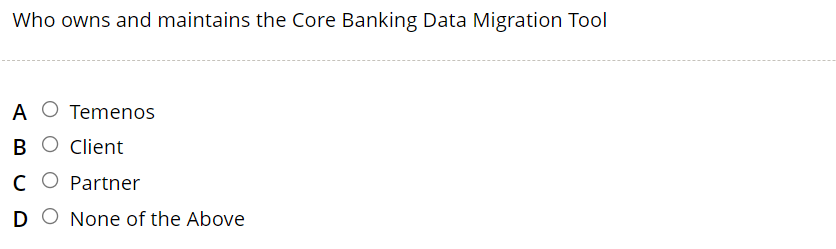 Who owns and maintains the Core Banking Data Migration Tool
A Temenos
B Client
C Partner
D None of the Above